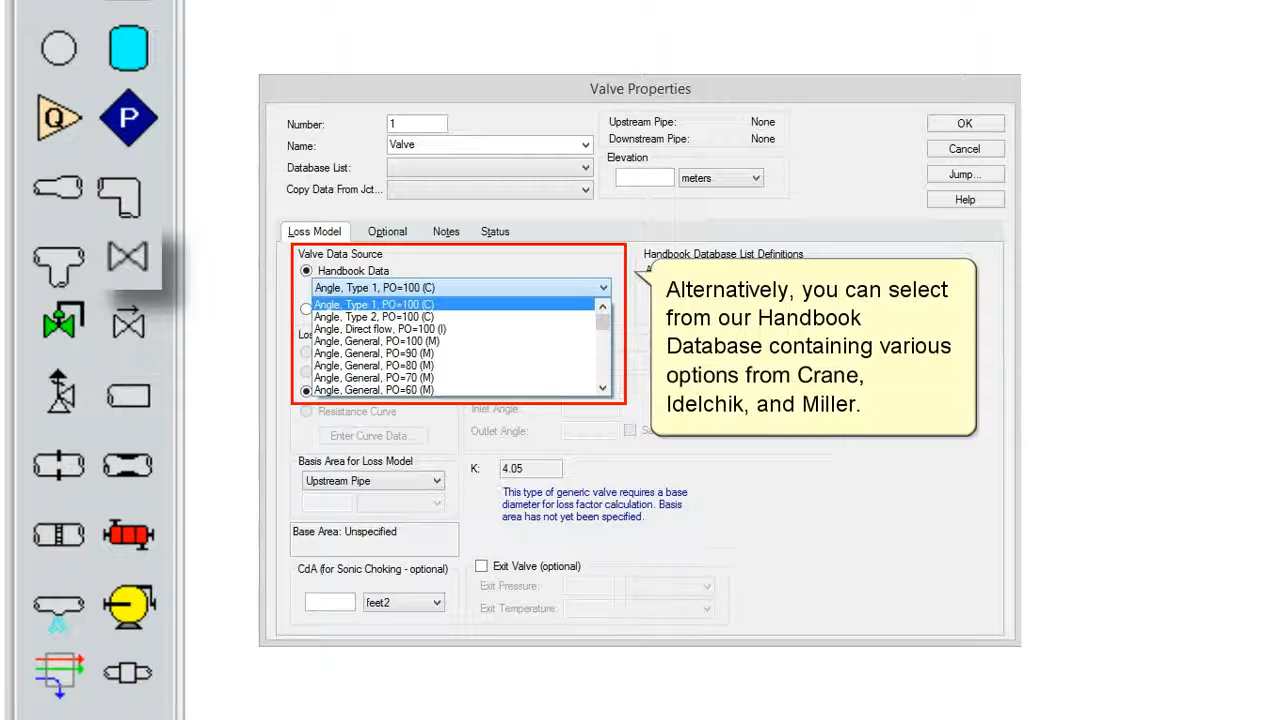 Q
P
Valve Properties
Number:
1
Name:
Valve
Database List:
Copy Data From Jct...
Upstream Pipe: None
Downstream Pipe: None
Elevation
meters
OK
Cancel
Jump...
Help
Loss Model Optional Notes Status
Valve Data Source
Handbook Data
Angle, Type 1, PO=100 (C)
Angle, Type 1, PO=100 (C)
Angle, Type 2, PO=100 (C)
Angle, Direct flow, PO=100 (I)
Angle, General, PO=100 (M)
Angle, General, PO=90 (M)
Angle, General, PO=80 (M)
Angle, General, PO=70 (M)
Angle, General, PO=60 (M)
Handbook Database List Definitions
Alternatively, you can select
from our Handbook
Database containing various
options from Crane,
Idelchik, and Miller.
Resistance Curve
Enter Curve Data...
Inlet Angle:
Outlet Angle:
Basis Area for Loss Model
Upstream Pipe
Base Area: Unspecified
K:
4.05
This type of generic valve requires a base
diameter for loss factor calculation. Basis
area has not yet been specified.
CdA (for Sonic Choking - optional)
feet2
Exit Valve (optional)
Exit Pressure:
Exit Temperature: